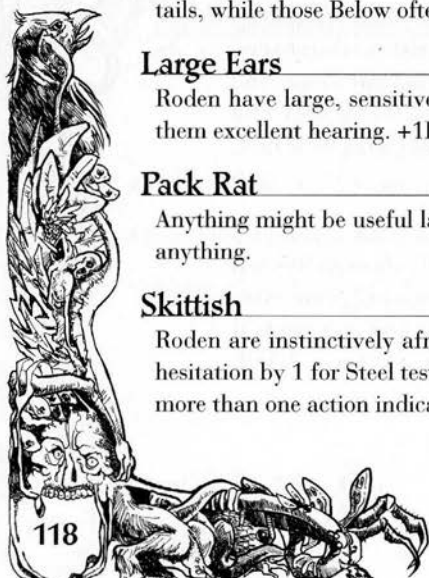 tails, while those Below ofte
Large Ears
Roden have large, sensitive
them excellent hearing. +1
Pack Rat
Anything might be useful la
anything.
Skittish
Roden are instinctively afr
hesitation by 1 for Steel tes
more than one action indica
118